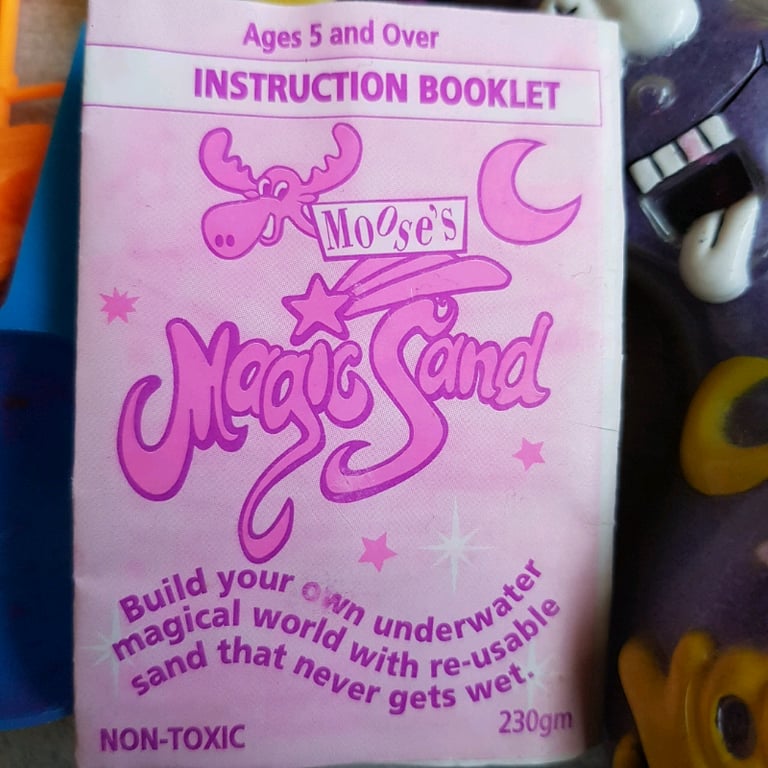 Ages 5 and Over
INSTRUCTION BOOKLET
Moose's
Magic Sand
Build your own underwater
magical world with re-usable
sand that never gets wet.
NON-TOXIC
230gm